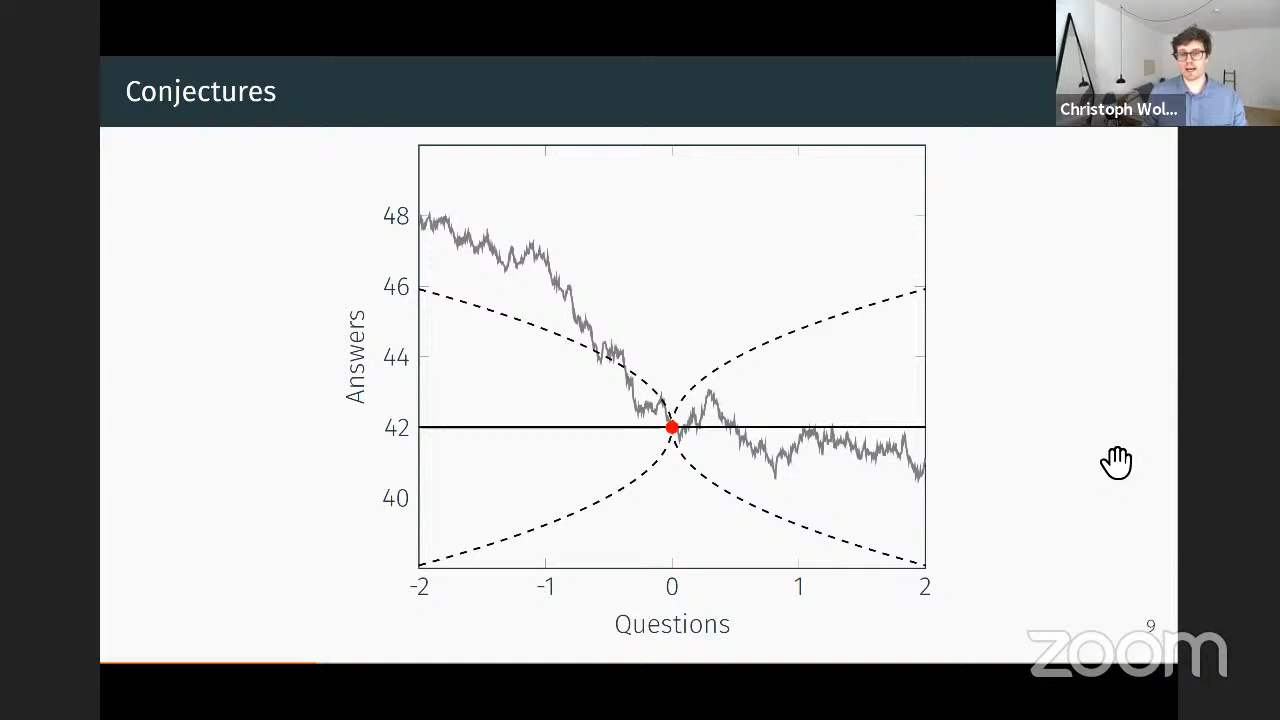 Conjectures
Christoph Wol...
48
46
44
42
40
Answers
-2 -1 0 1 2
Questions
9
zoom